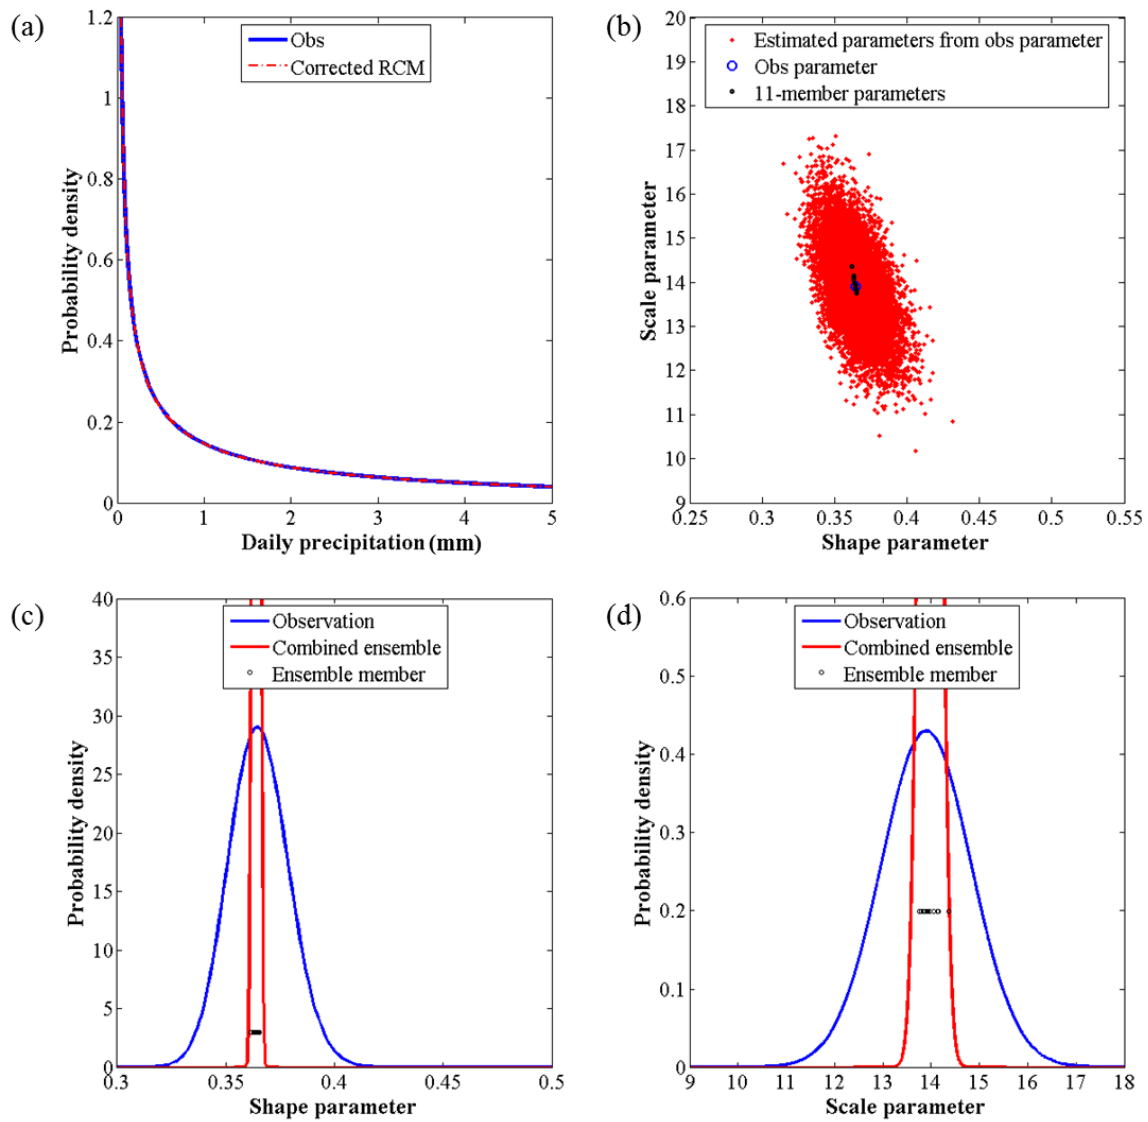 (a)
1.2
1
0.8
0.6
0.4
0.2
0
Probability density
Obs
Corrected RCM
0 1 2 3 4 5
Daily precipitation (mm)
(b)
20
19
18
17
16
15
14
13
12
11
10
9
Scale parameter
Estimated parameters from obs parameter
Obs parameter
11-member parameters
0.25 0.3 0.35 0.4 0.45 0.5 0.55
Shape parameter
(c)
40
35
30
25
20
15
10
5
0
Probability density
Observation
Combined ensemble
Ensemble member
0.3 0.35 0.4 0.45 0.5
Shape parameter
(d)
0.6
0.5
0.4
0.3
0.2
0.1
0
Probability density
Observation
Combined ensemble
Ensemble member
9 10 11 12 13 14 15 16 17 18
Scale parameter